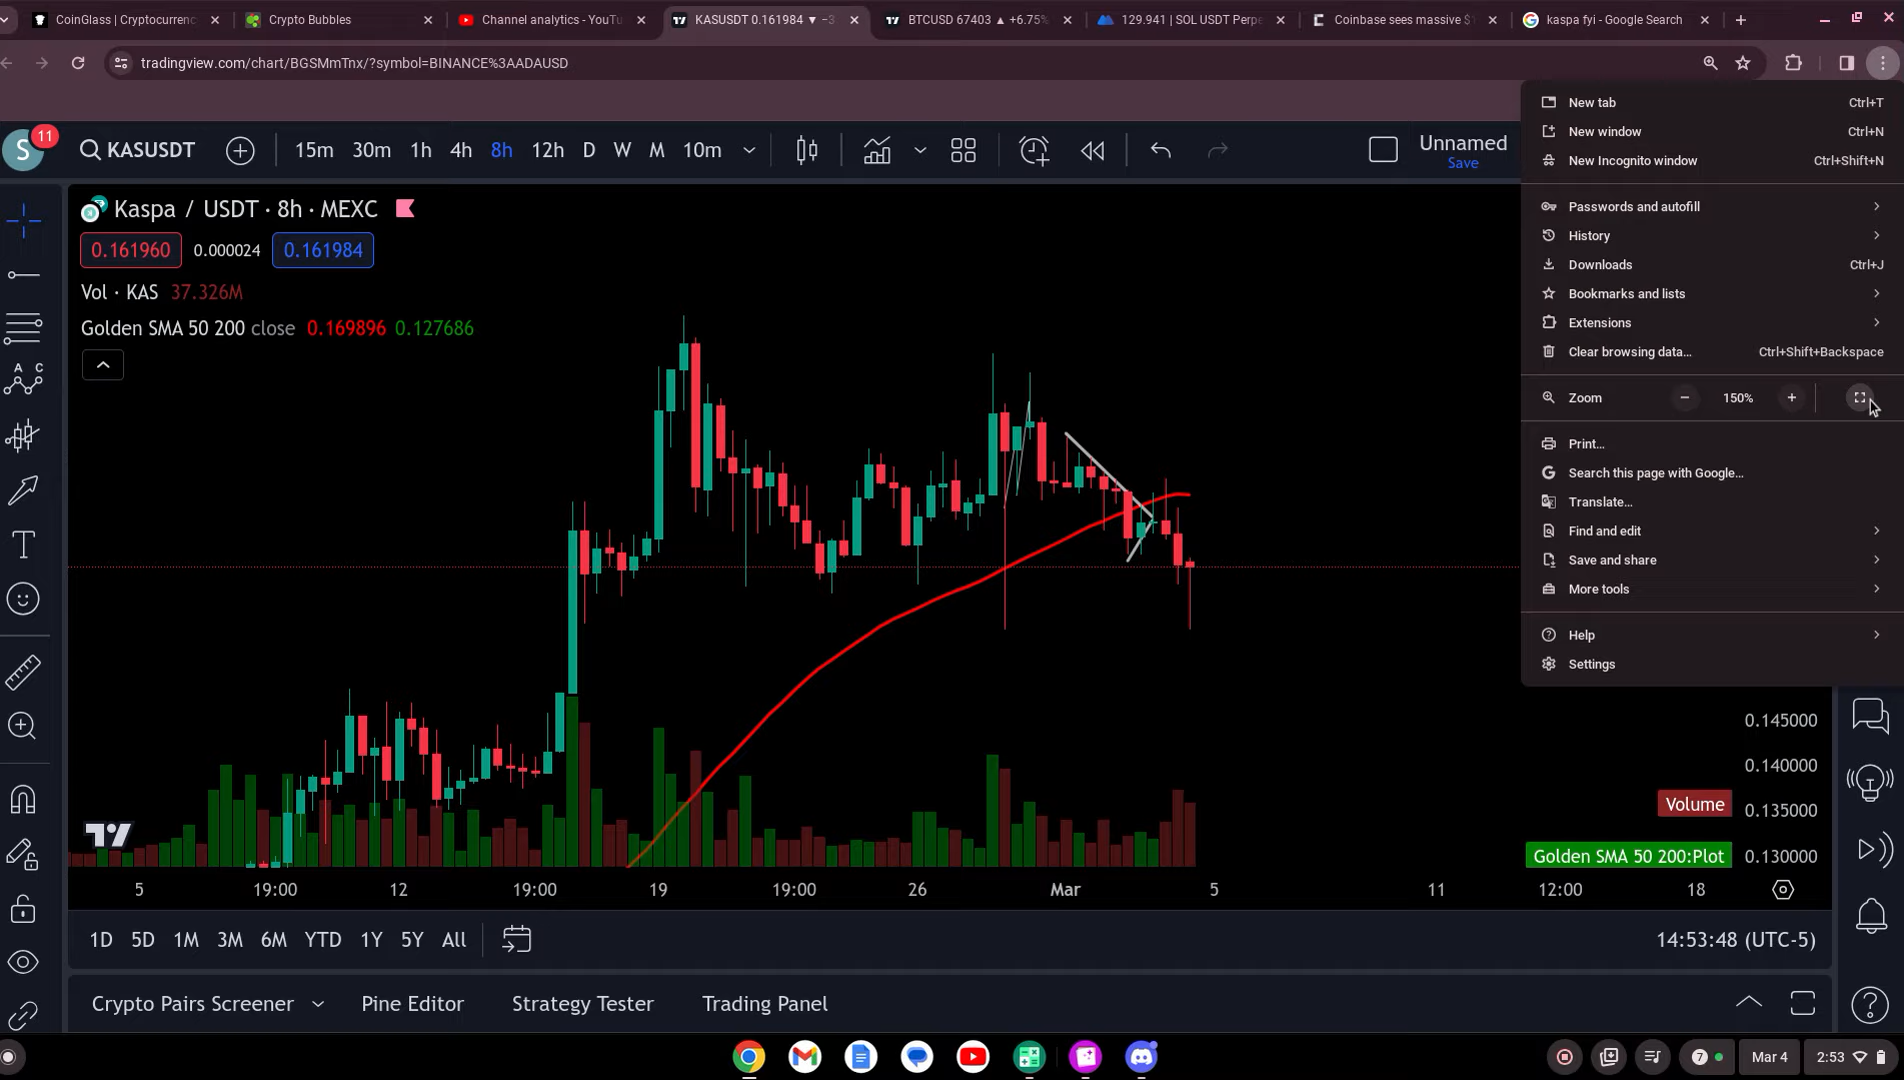 CoinGlass | Cryptocurrenc
Crypto Bubbles
Channel analytics - YouTu
KASUSDT 0.161984 ▼ −3
BTCUSD 67403 ▲ +6.75%
129.941 | SOL USDT Perpe
Coinbase sees massive $1
kaspa fyi - Google Search
tradingview.com/chart/BGSMmTnx/?symbol=BINANCE%3AADAUSD
S
11
KASUSDT
15m 30m 1h 4h 8h 12h D W M 10m
Unnamed
Save
Kaspa / USDT · 8h · MEXC
0.161960 0.000024 0.161984
Vol · KAS 37.326M
Golden SMA 50 200 close 0.169896 0.127686
New tab Ctrl+T
New window Ctrl+N
New Incognito window Ctrl+Shift+N
Passwords and autofill
History
Downloads Ctrl+J
Bookmarks and lists
Extensions
Clear browsing data... Ctrl+Shift+Backspace
Zoom − 150% +
Print...
Search this page with Google...
Translate...
Find and edit
Save and share
More tools
Help
Settings
A C
B
T
0.145000
0.140000
Volume 0.135000
Golden SMA 50 200:Plot 0.130000
5 19:00 12 19:00 19 19:00 26 Mar 5 11 12:00 18
1D 5D 1M 3M 6M YTD 1Y 5Y All
14:53:48 (UTC-5)
Crypto Pairs Screener Pine Editor Strategy Tester Trading Panel
7 Mar 4 2:53